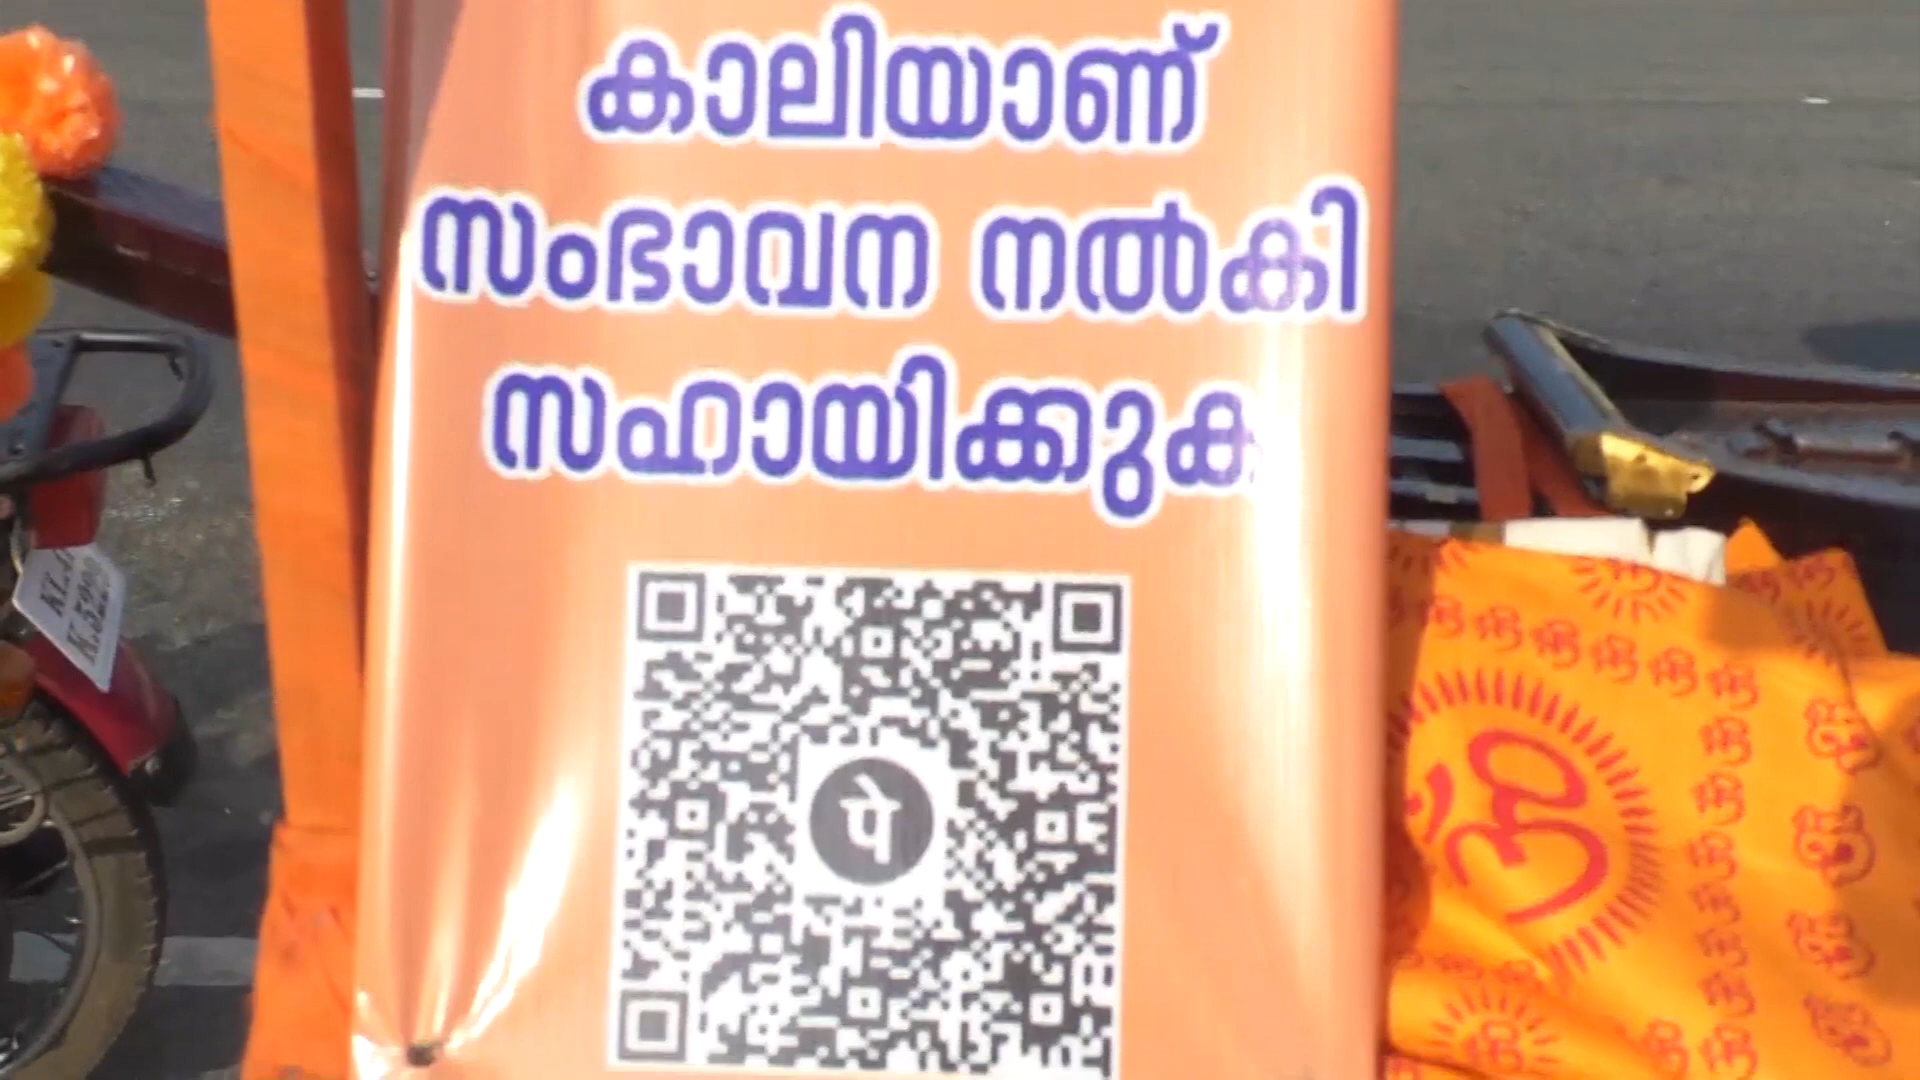 കാലിയാണ്
സംഭാവന നൽകി
സഹായിക്കുക
पे
ॐ